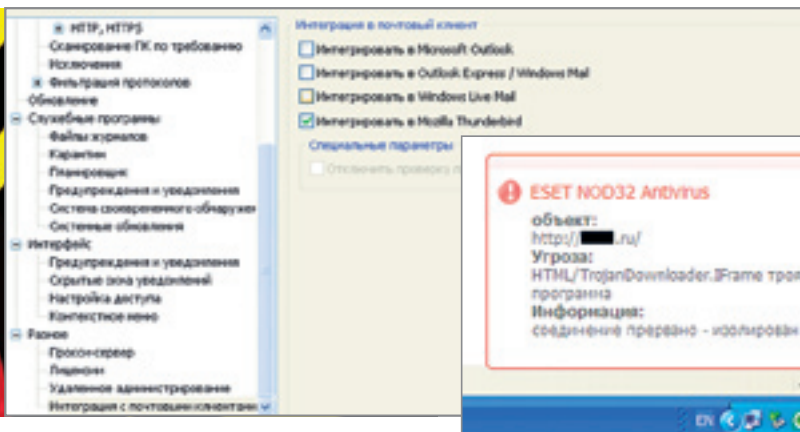 HTTP, HTTPS
Сканирование ПК по требованию
Исключения
Фильтрация протоколов
Обновление
Служебные программы
Файлы журналов
Карантин
Планировщик
Предупреждения и уведомления
Система своевременного обнаружен
Системные обновления
Интерфейс
Предупреждения и уведомления
Скрытые окна уведомлений
Настройка доступа
Контекстное меню
Разное
Прокси-сервер
Лицензии
Удаленное администрирование
Интеграция с почтовыми клиентами
Интеграция в почтовый клиент
Интегрировать в Microsoft Outlook
Интегрировать в Outlook Express / Windows Mail
Интегрировать в Windows Live Mail
Интегрировать в Mozilla Thunderbird
Специальные параметры
Отключить проверку п
ESET NOD32 Antivirus
объект:
http:// .ru/
Угроза:
HTML/TrojanDownloader.IFrame троя
программа
Информация:
соединение прервано - изолирован
EN